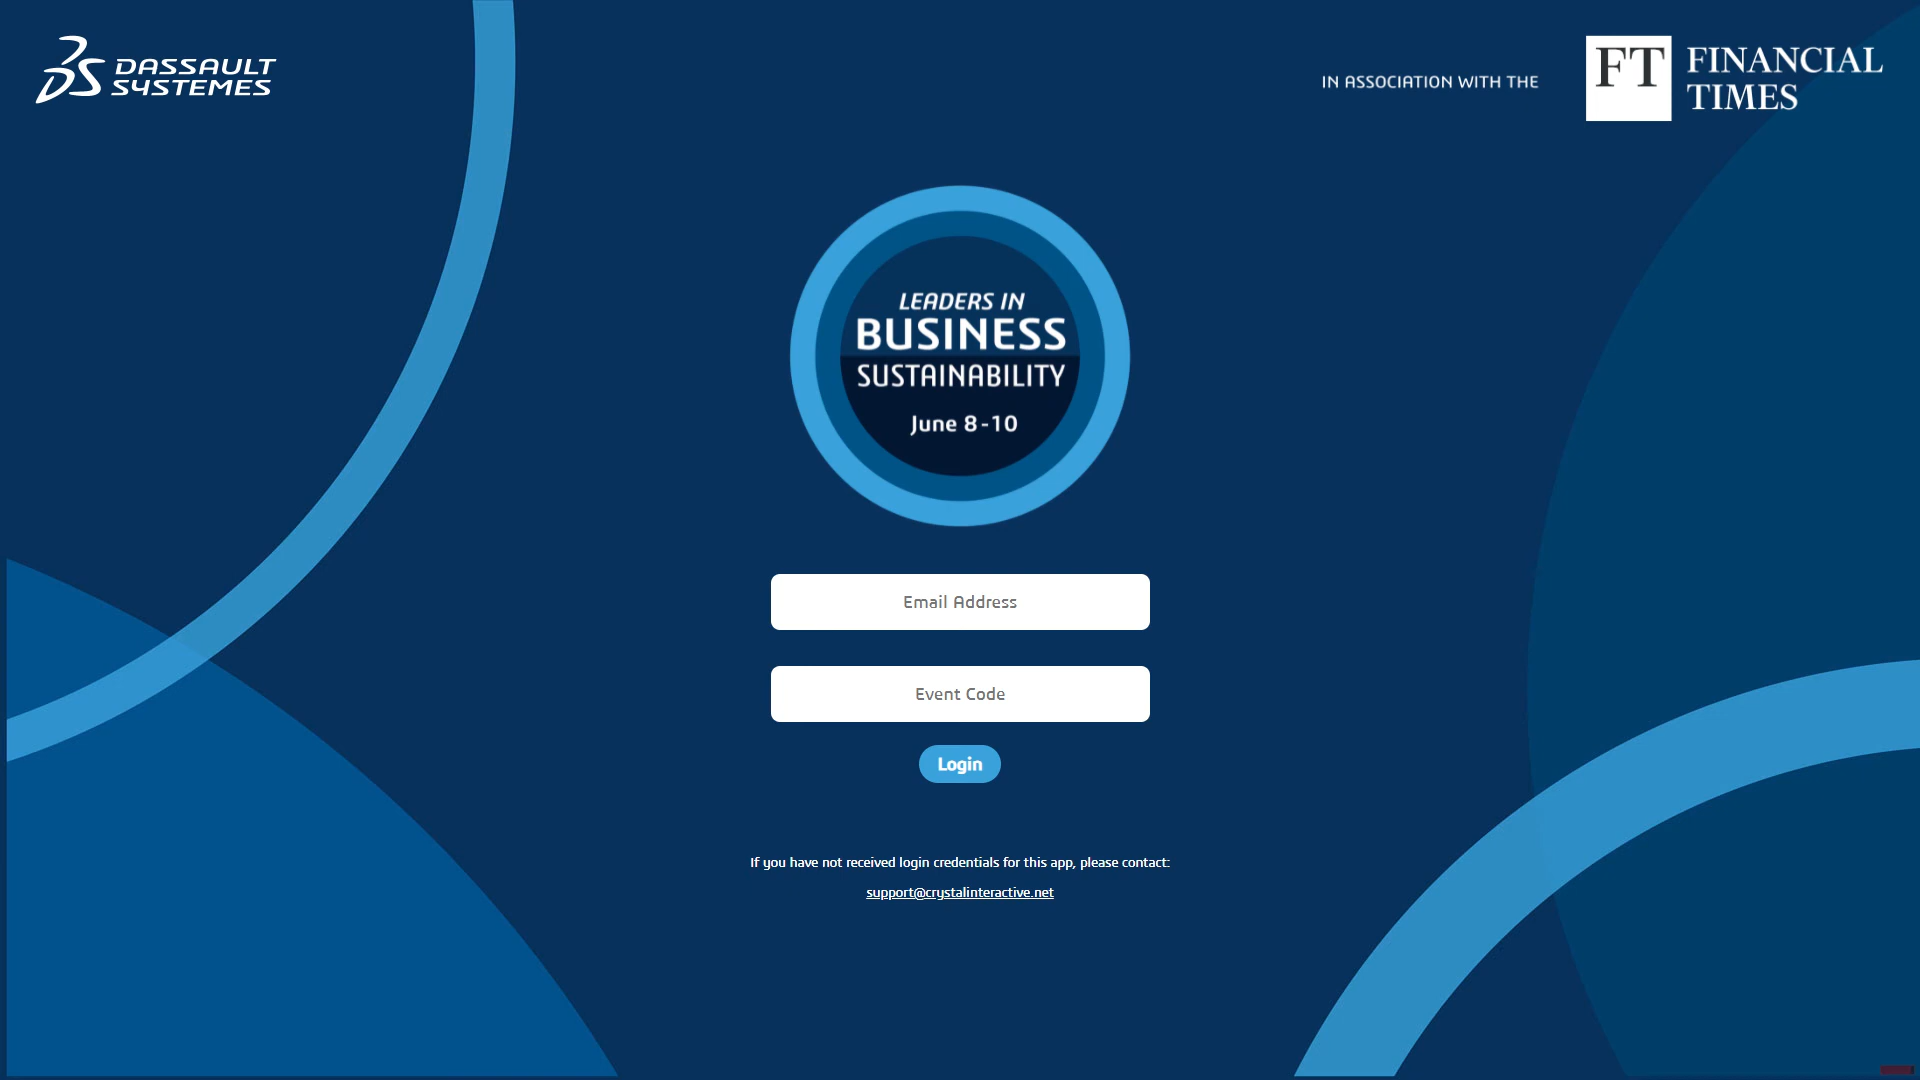 DASSAULT
SYSTEMES
IN ASSOCIATION WITH THE
FT
FINANCIAL
TIMES
LEADERS IN
BUSINESS
SUSTAINABILITY
June 8-10
Email Address
Event Code
Login
If you have not received login credentials for this app, please contact:
support@crystalinteractive.net